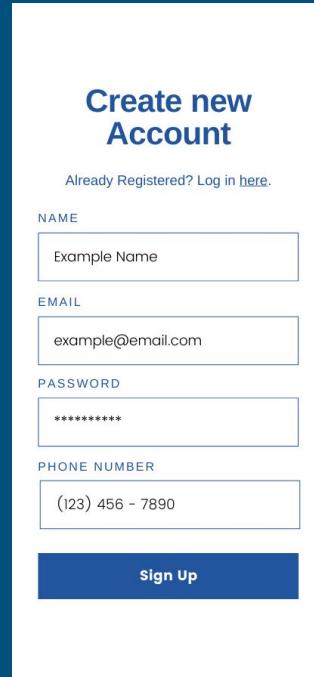 Create new
Account
Already Registered? Log in here.
NAME
Example Name
EMAIL
example@email.com
PASSWORD
**********
PHONE NUMBER
(123) 456 - 7890
Sign Up